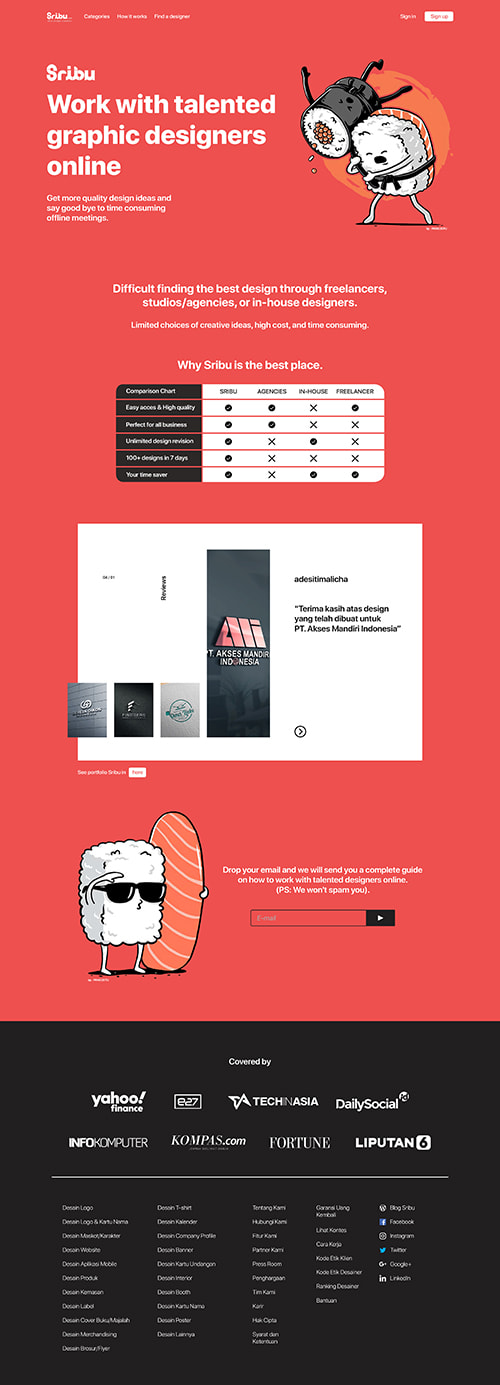 Sribu
Categories How it works Find a designer
Sign in Sign up
Sribu
Work with talented
graphic designers
online
Get more quality design ideas and
say good bye to time consuming
offline meetings.
Difficult finding the best design through freelancers,
studios/agencies, or in-house designers.
Limited choices of creative ideas, high cost, and time consuming.
Why Sribu is the best place.
Comparison Chart SRIBU AGENCIES IN-HOUSE FREELANCER
Easy acces & High quality
Perfect for all business
Unlimited design revision
100+ designs in 7 days
Your time saver
Reviews
PT. AKSES MANDIRI
INDONESIA
adesitimalicha
"Terima kasih atas design
yang telah dibuat untuk
PT. Akses Mandiri Indonesia"
See portfolio Sribu in here
Drop your email and we will send you a complete guide
on how to work with talented designers online.
(PS: We won't spam you).
E-mail
Covered by
yahoo!
finance
e27
TECHINASIA
DailySocial
INFOKOMPUTER
KOMPAS.com
FORTUNE
LIPUTAN6
Desain Logo
Desain Logo & Kartu Nama
Desain Maskot/Karakter
Desain Website
Desain Aplikasi Mobile
Desain Produk
Desain Kemasan
Desain Label
Desain Cover Buku/Majalah
Desain Merchandising
Desain Brosur/Flyer
Desain T-shirt
Desain Kalender
Desain Company Profile
Desain Banner
Desain Kartu Undangan
Desain Interior
Desain Booth
Desain Kartu Nama
Desain Poster
Desain Lainnya
Tentang Kami
Hubungi Kami
Fitur Kami
Partner Kami
Press Room
Penghargaan
Tim Kami
Karir
Hak Cipta
Syarat dan
Ketentuan
Garansi Uang
Kembali
Lihat Kontes
Cara Kerja
Kode Etik Klien
Kode Etik Desainer
Ranking Desainer
Bantuan
Blog Sribu
Facebook
Instagram
Twitter
Google+
LinkedIn